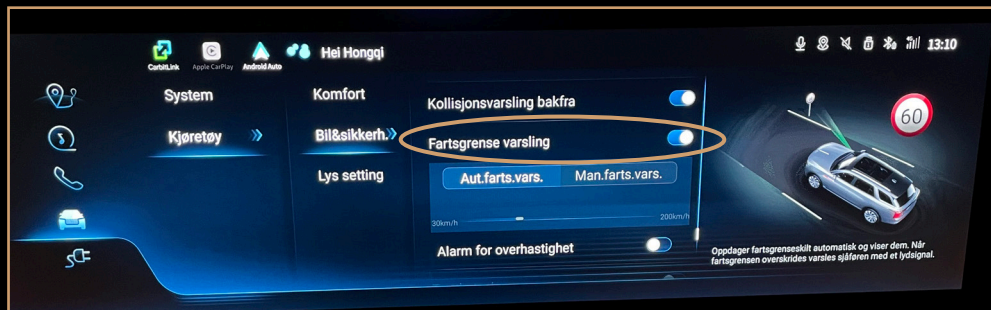 CarbitLink
Apple CarPlay
Android Auto
Hei Hongqi
13:10
System
Kjøretøy
Komfort
Bil&sikkerh.
Lys setting
Kollisjonsvarsling bakfra
Fartsgrense varsling
Aut.farts.vars.
Man.farts.vars.
30km/h
200km/h
Alarm for overhastighet
60
Oppdager fartsgrenseskilt automatisk og viser dem. Når
fartsgrensen overskrides varsles sjåføren med et lydsignal.